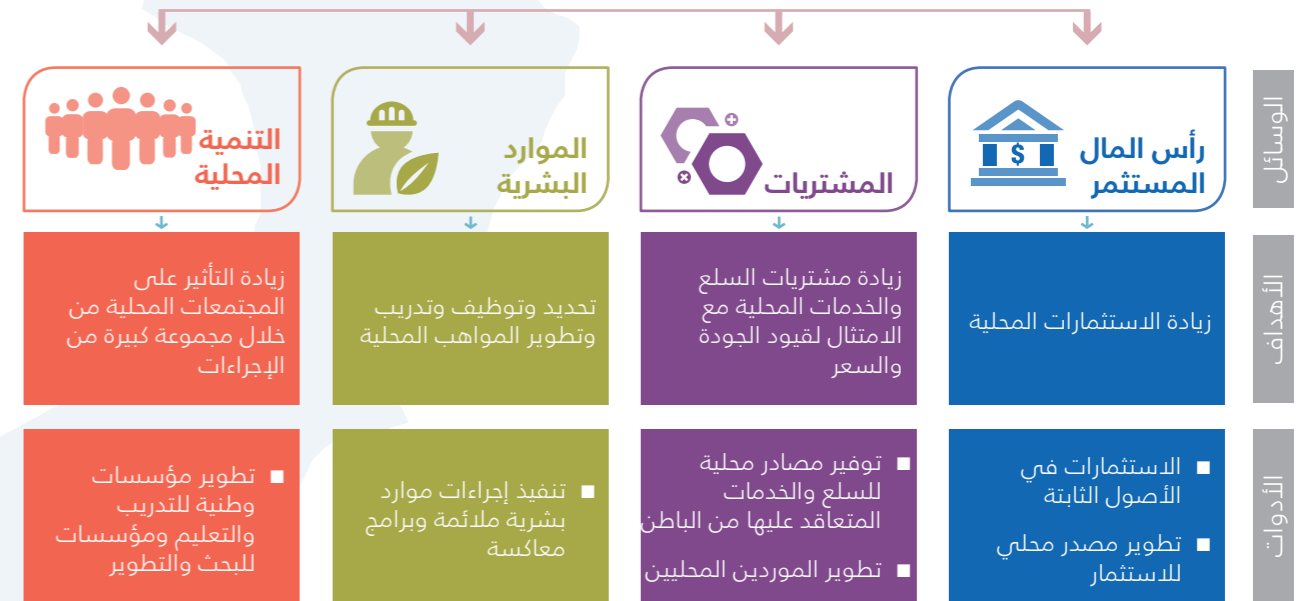 الوسائل
رأس المال
المستثمر
$
المشتريات
الموارد
البشرية
التنمية
المحلية
الأهداف
زيادة الاستثمارات المحلية
زيادة مشتريات السلع
والخدمات المحلية مع
الامتثال لقيود الجودة
والسعر
تحديد وتوظيف وتدريب
وتطوير المواهب المحلية
زيادة التأثير على
المجتمعات المحلية من
خلال مجموعة كبيرة من
الإجراءات
الأدوات
■ الاستثمارات في
الأصول الثابتة
■ تطوير مصدر محلي
للاستثمار
■ توفير مصادر محلية
للسلع والخدمات
المتعاقد عليها من الباطن
■ تطوير الموردين المحليين
■ تنفيذ إجراءات موارد
بشرية ملائمة وبرامج
معاكسة
■ تطوير مؤسسات
وطنية للتدريب
والتعليم ومؤسسات
للبحث والتطوير